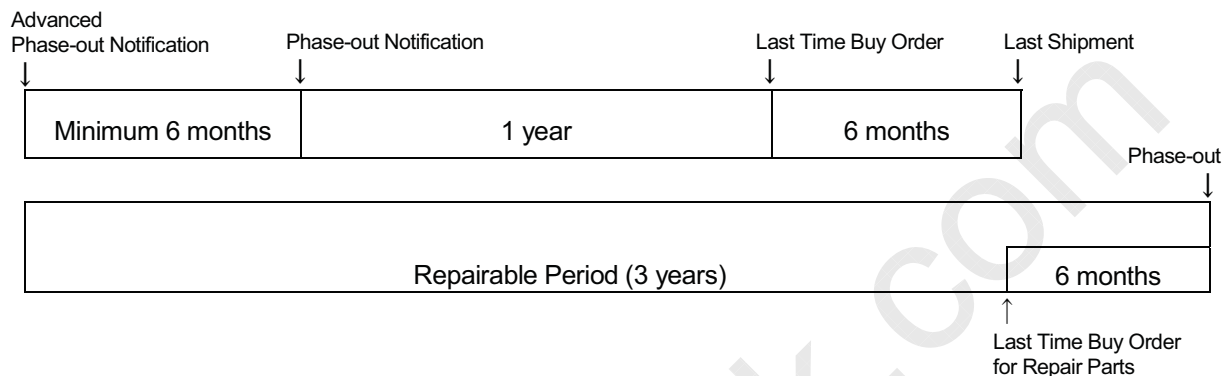 Advanced
Phase-out Notification
Phase-out Notification
Last Time Buy Order
Last Shipment
Minimum 6 months
1 year
6 months
Phase-out
Repairable Period (3 years)
6 months
Last Time Buy Order
for Repair Parts